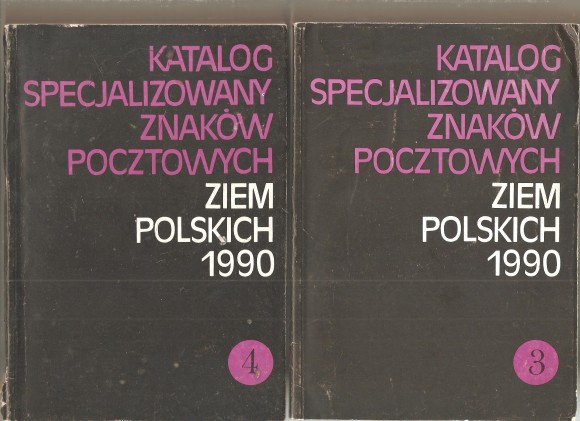 KATALOG
SPECJALIZOWANY
ZNAKÓW
POCZTOWYCH
ZIEM
POLSKICH
1990
4
KATALOG
SPECJALIZOWANY
ZNAKÓW
POCZTOWYCH
ZIEM
POLSKICH
1990
3